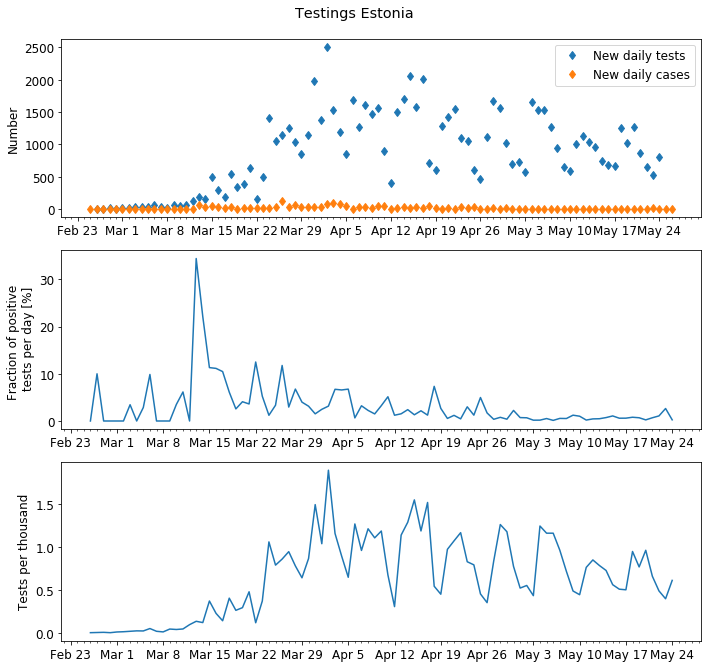 Testings Estonia
2500
2000
1500
1000
500
0
Number
New daily tests
New daily cases
Feb 23 Mar 1 Mar 8 Mar 15 Mar 22 Mar 29 Apr 5 Apr 12 Apr 19 Apr 26 May 3 May 10 May 17 May 24
30
20
10
0
Fraction of positive
tests per day [%]
Feb 23 Mar 1 Mar 8 Mar 15 Mar 22 Mar 29 Apr 5 Apr 12 Apr 19 Apr 26 May 3 May 10 May 17 May 24
1.5
1.0
0.5
0.0
Tests per thousand
Feb 23 Mar 1 Mar 8 Mar 15 Mar 22 Mar 29 Apr 5 Apr 12 Apr 19 Apr 26 May 3 May 10 May 17 May 24